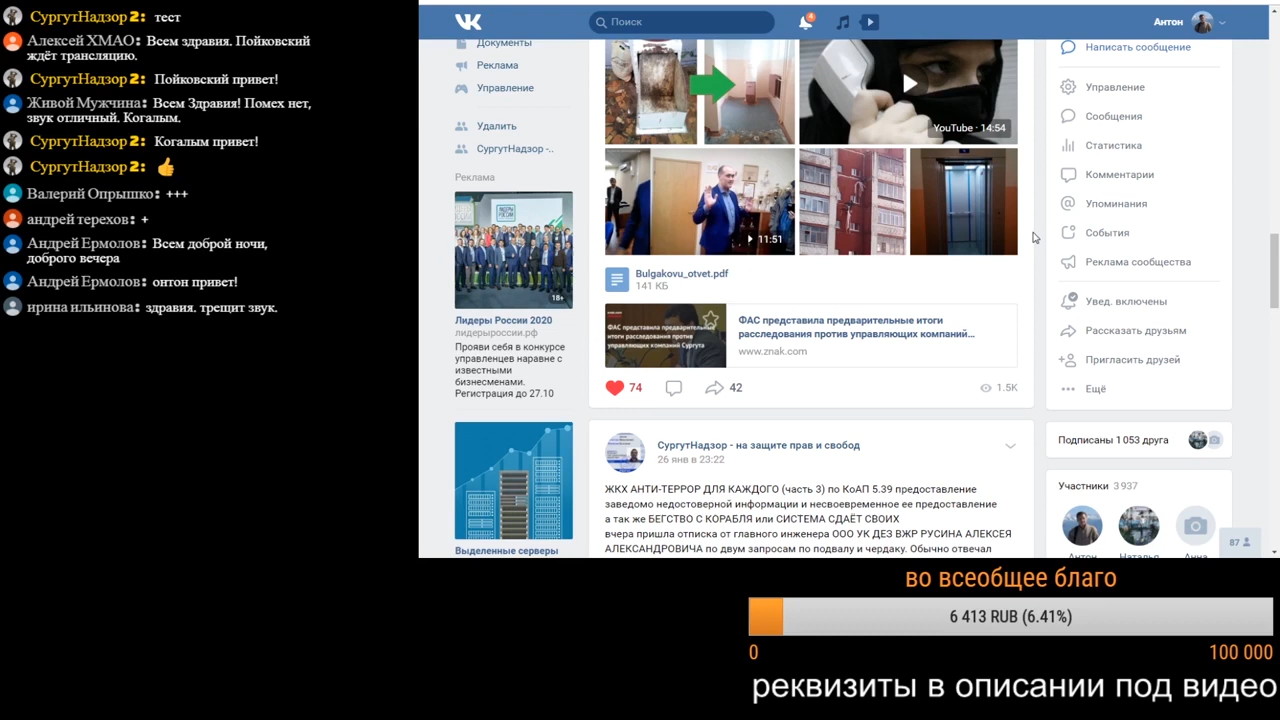 СургутНадзор 2: тест
Алексей ХМАО: Всем здравия. Пойковский
ждёт трансляцию.
СургутНадзор 2: Пойковский привет!
Живой Мужчина: Всем Здравия! Помех нет,
звук отличный. Когалым.
СургутНадзор 2: Когалым привет!
СургутНадзор 2: 👍
Валерий Опрышко: +++
андрей терехов: +
Андрей Ермолов: Всем доброй ночи,
доброго вечера
Андрей Ермолов: онтон привет!
ирина ильинова: здравия. трещит звук.
Поиск
4
Антон
Документы
Реклама
Управление
Удалить
СургутНадзор -..
Реклама
ЛИДЕРЫ
РОССИИ
18+
Лидеры России 2020
лидерыроссии.рф
Прояви себя в конкурсе
управленцев наравне с
известными
бизнесменами.
Регистрация до 27.10
Выделенные серверы
YouTube · 14:54
11:51
Bulgakovu_otvet.pdf
141 КБ
ФАС представила предварительные
итоги расследования против
управляющих компаний Сургута
ФАС представила предварительные итоги
расследования против управляющих компаний...
www.znak.com
74
42
1.5K
СургутНадзор - на защите прав и свобод
26 янв в 23:22
ЖКХ АНТИ-ТЕРРОР ДЛЯ КАЖДОГО (часть 3) по КоАП 5.39 предоставление
заведомо недостоверной информации и несвоевременное ее предоставление
а так же БЕГСТВО С КОРАБЛЯ или СИСТЕМА СДАЁТ СВОИХ
вчера пришла отписка от главного инженера ООО УК ДЕЗ ВЖР РУСИНА АЛЕКСЕЯ
АЛЕКСАНДРОВИЧА по двум запросам по подвалу и чердаку. Обычно отвечал
Написать сообщение
Управление
Сообщения
Статистика
Комментарии
Упоминания
События
Реклама сообщества
Увед. включены
Рассказать друзьям
Пригласить друзей
Ещё
Подписаны 1 053 друга
Участники 3 937
Антон
Наталья
Анна
87
во всеобщее благо
6 413 RUB (6.41%)
0
100 000
реквизиты в описании под видео